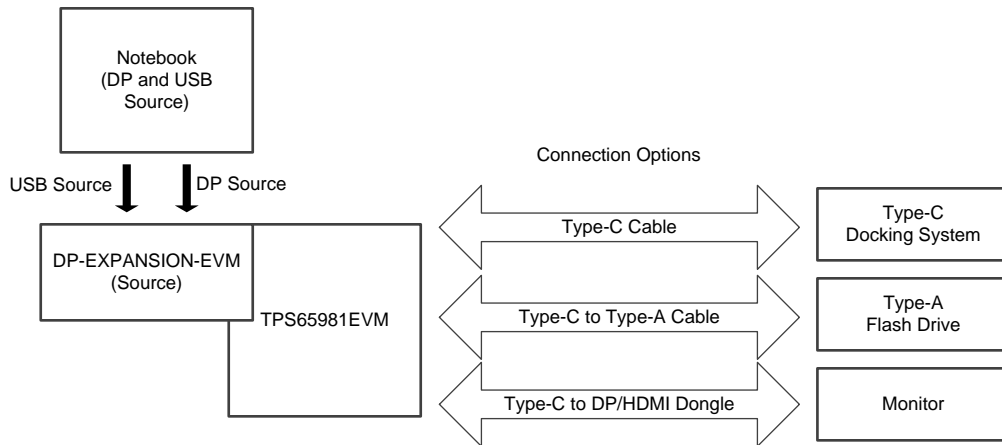 Notebook
(DP and USB
Source)
USB Source
DP Source
Connection Options
DP-EXPANSION-EVM
(Source)
TPS65981EVM
Type-C Cable
Type-C
Docking System
Type-C to Type-A Cable
Type-A
Flash Drive
Type-C to DP/HDMI Dongle
Monitor